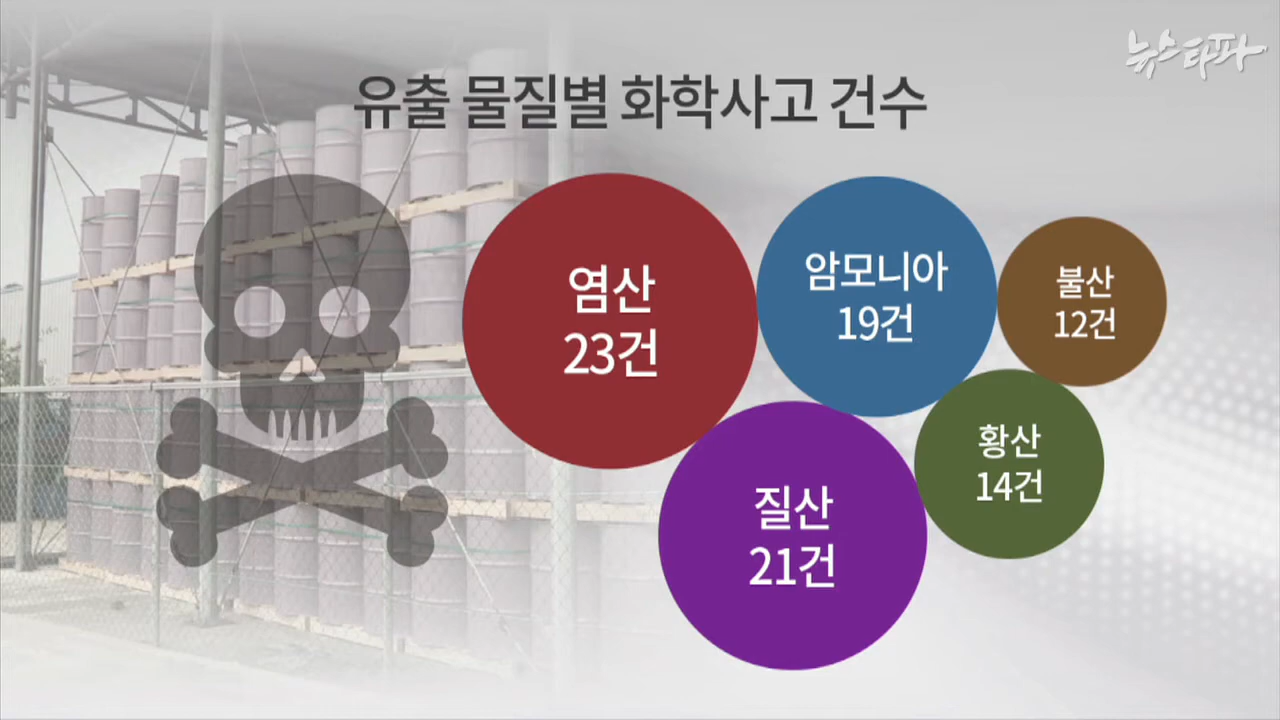 뉴스타파
유출 물질별 화학사고 건수
염산
23건
암모니아
19건
불산
12건
질산
21건
황산
14건